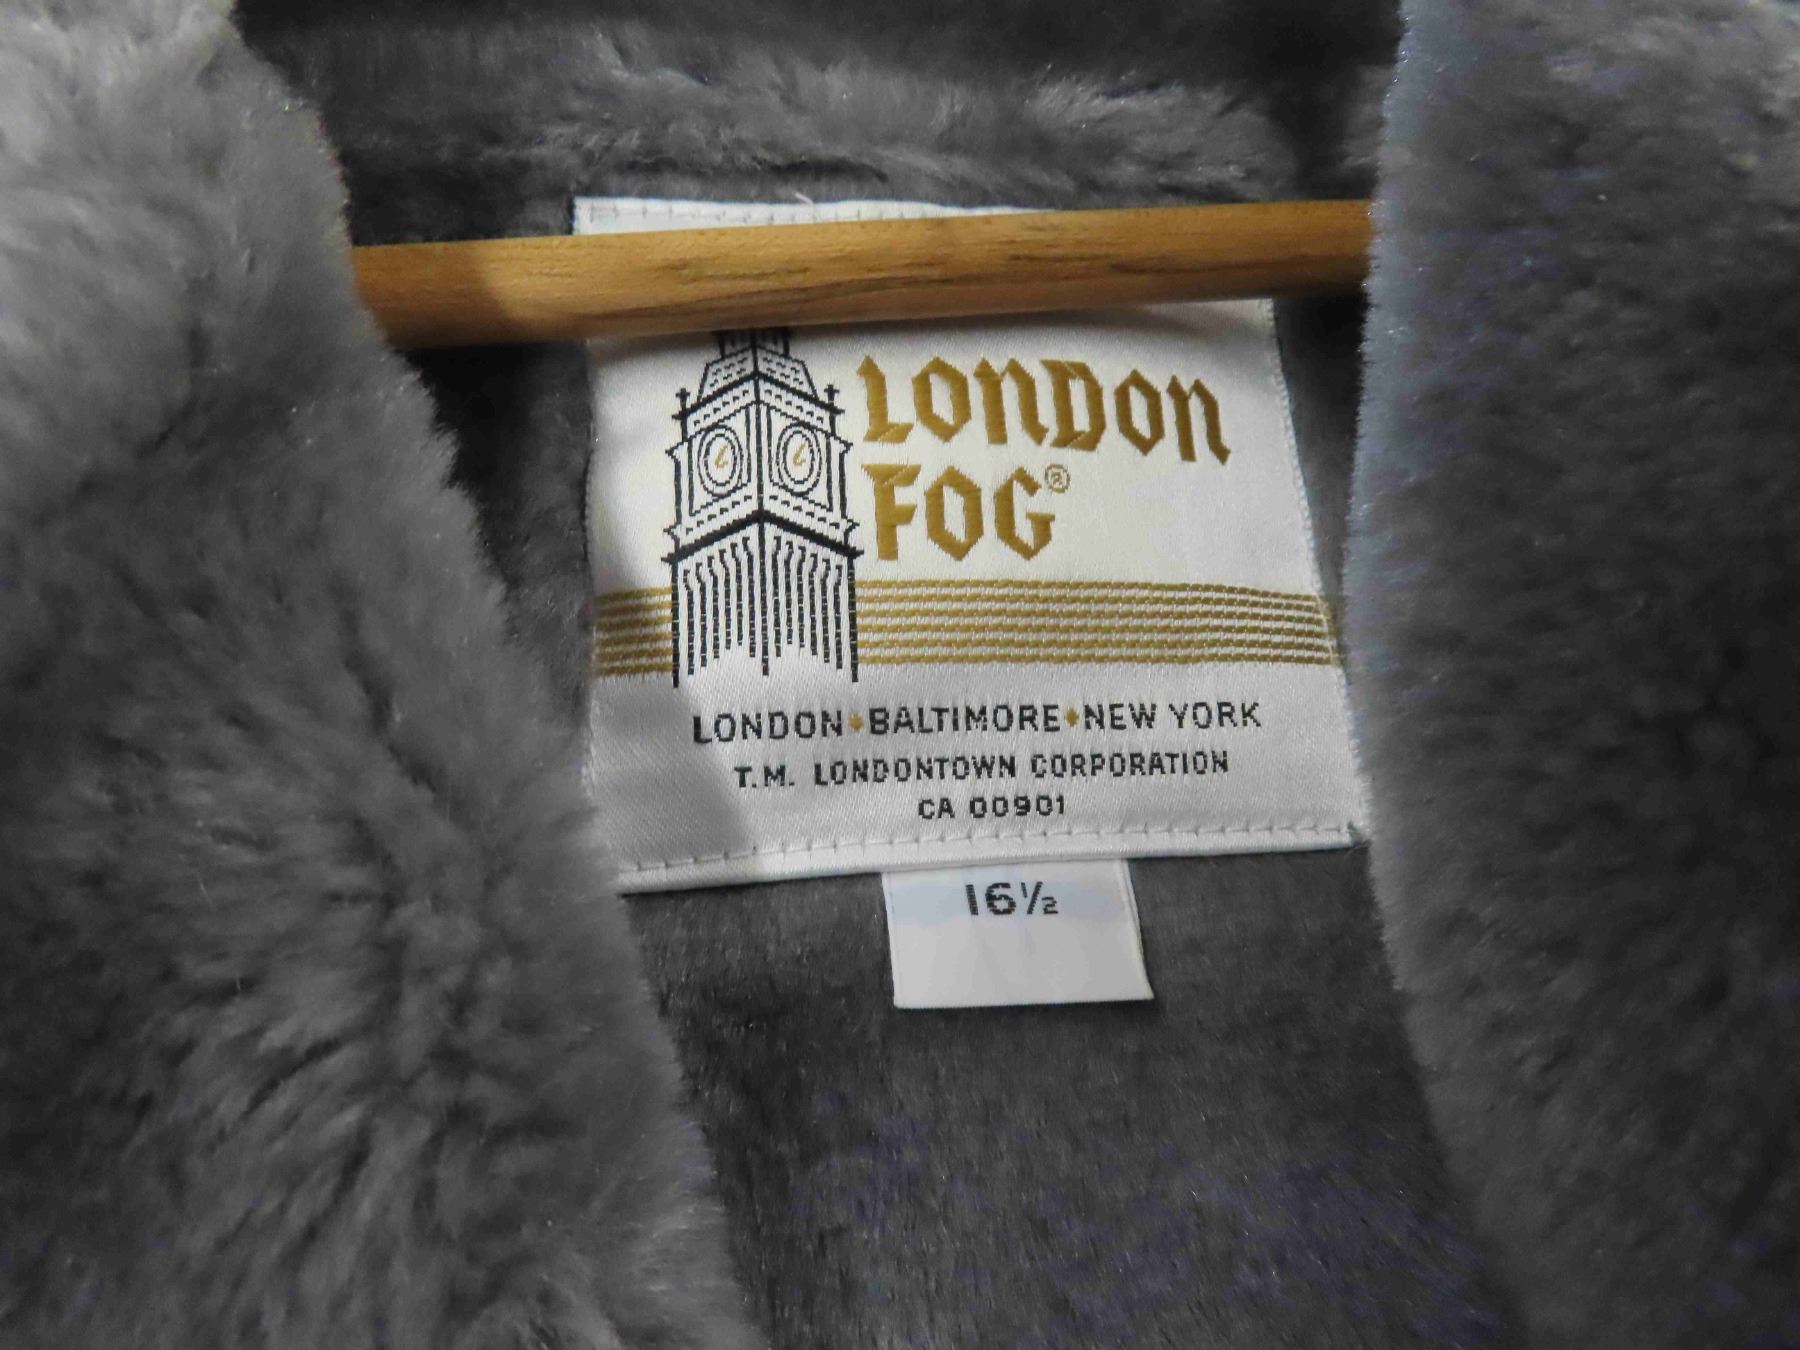 LONDON
FOG®
LONDON•BALTIMORE•NEW YORK
T.M. LONDONTOWN CORPORATION
CA 00901
16½